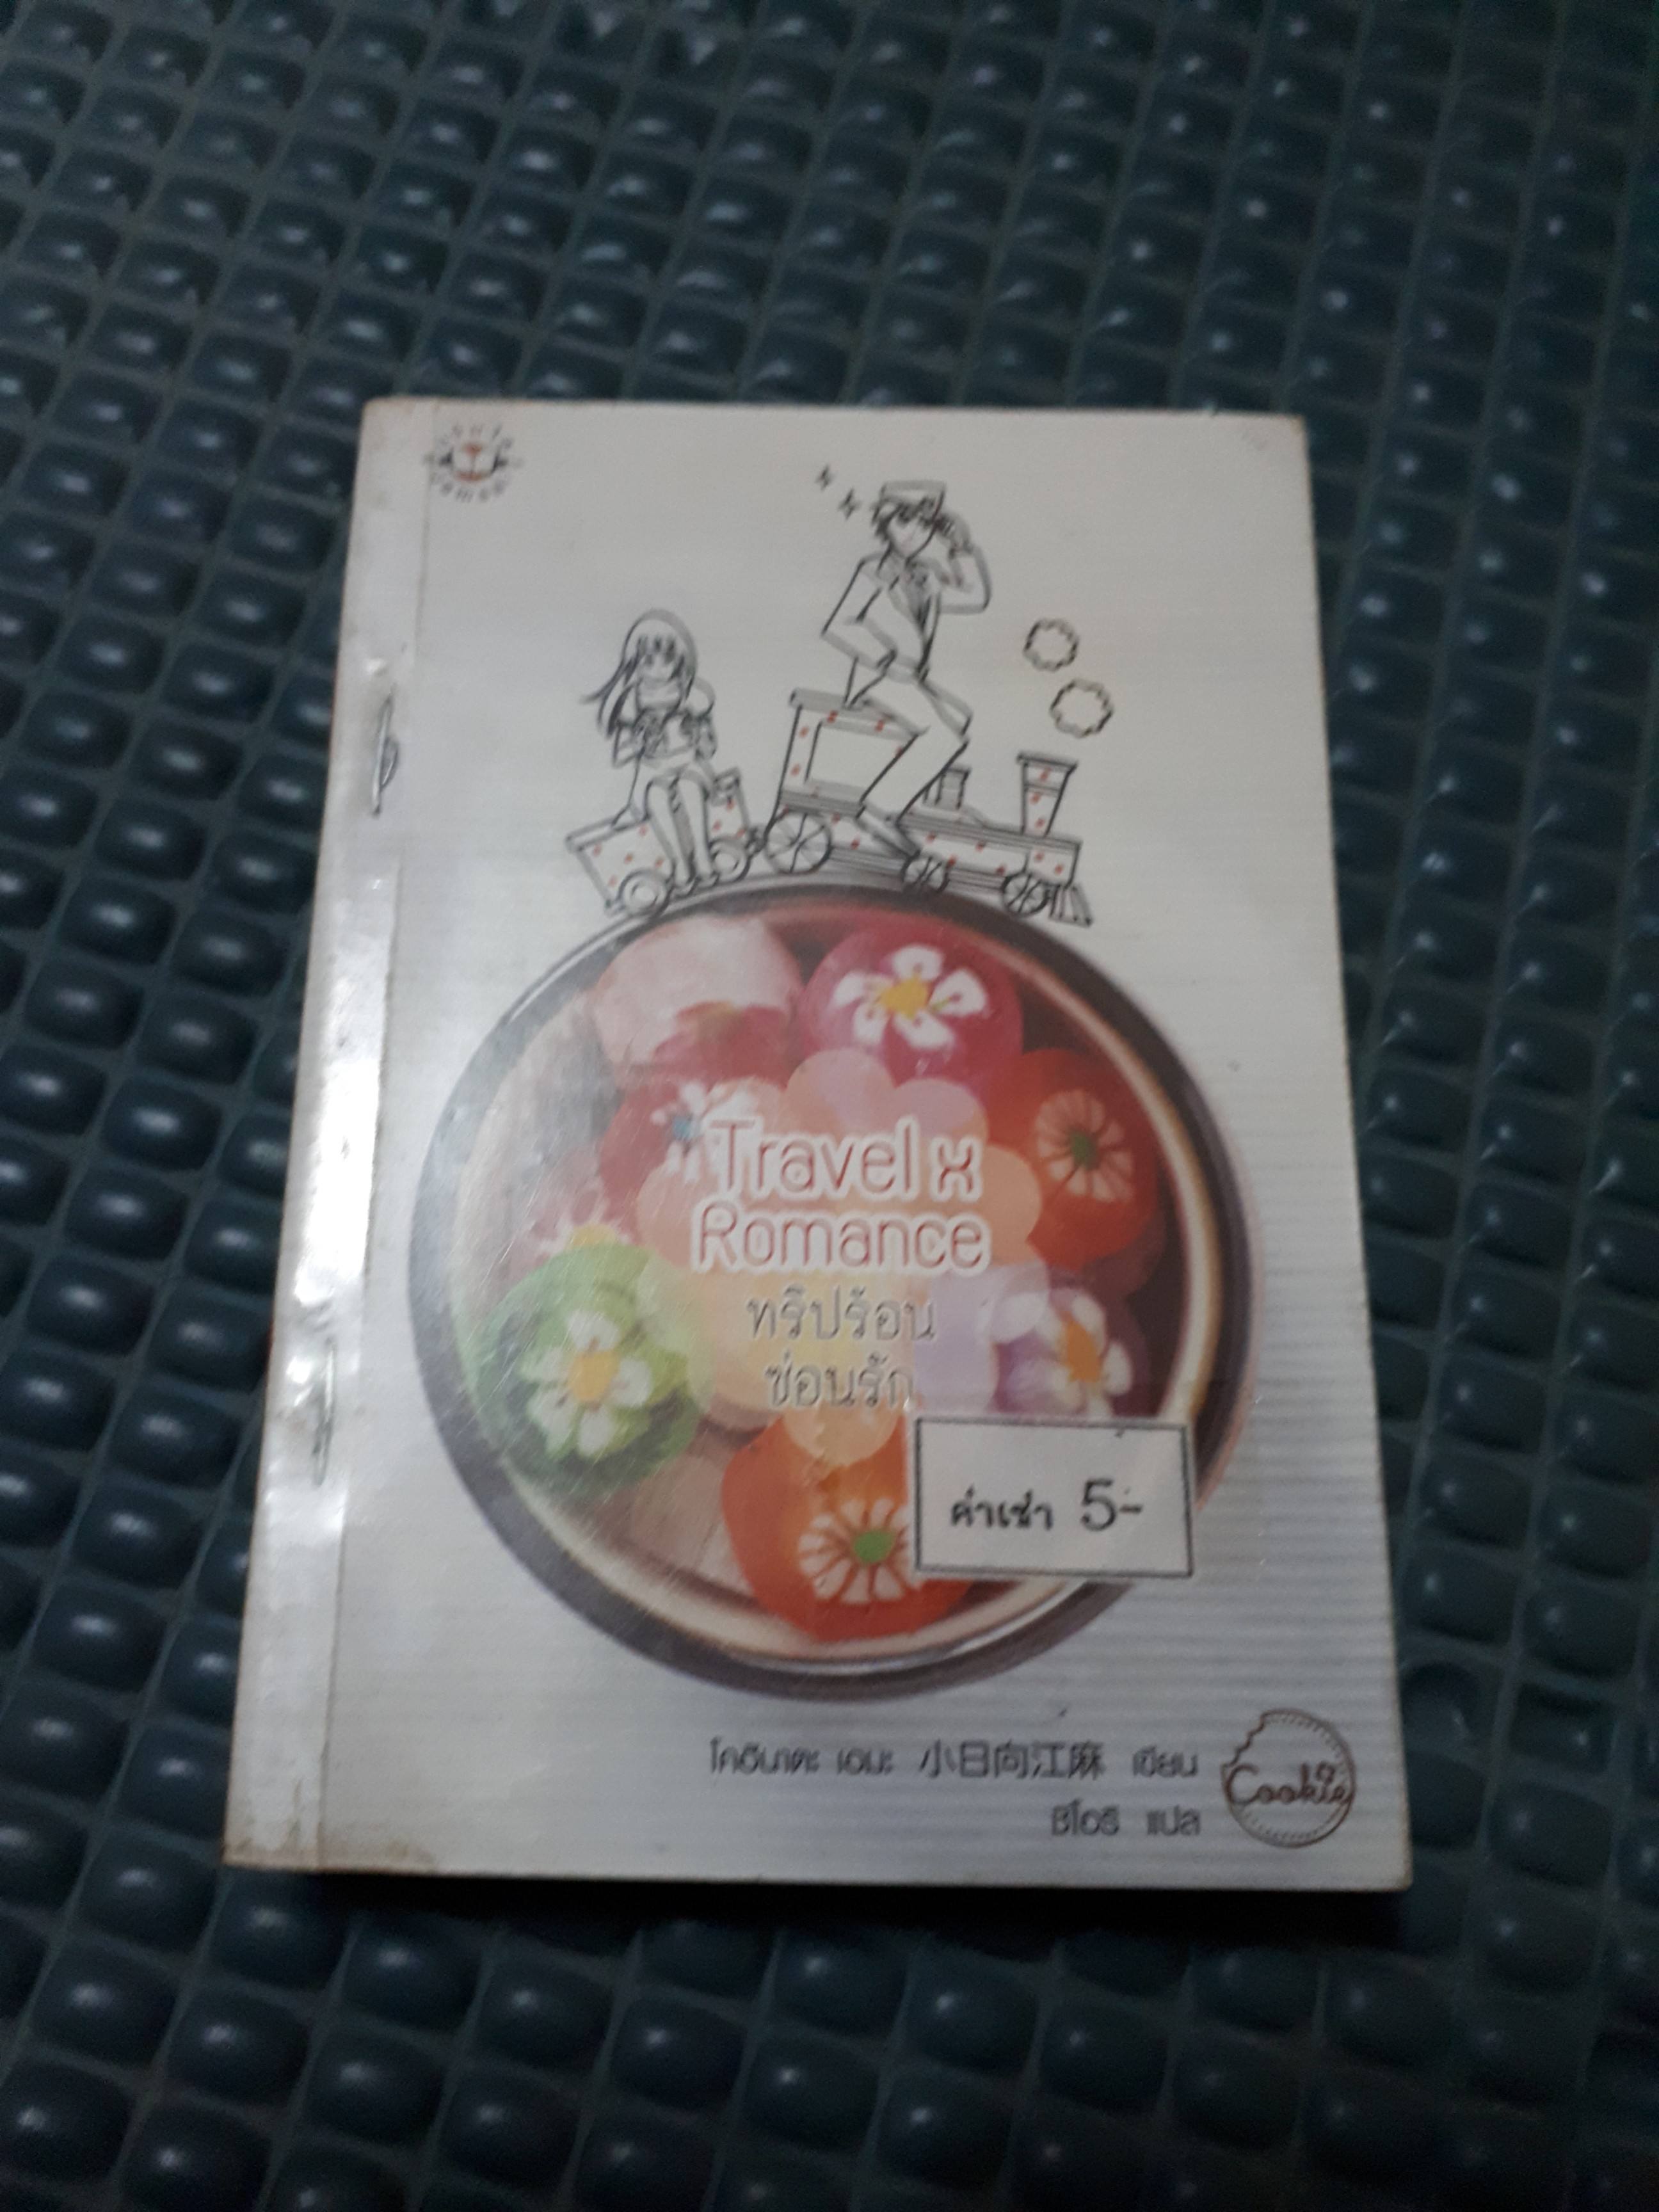 Travel x
Romance
ทริปร้อน
ซ่อนรัก
ค่าเช่า 5-
โคฮินาตะ เอมะ 小日向江麻 เขียน
ชิโอริ แปล
Cookie